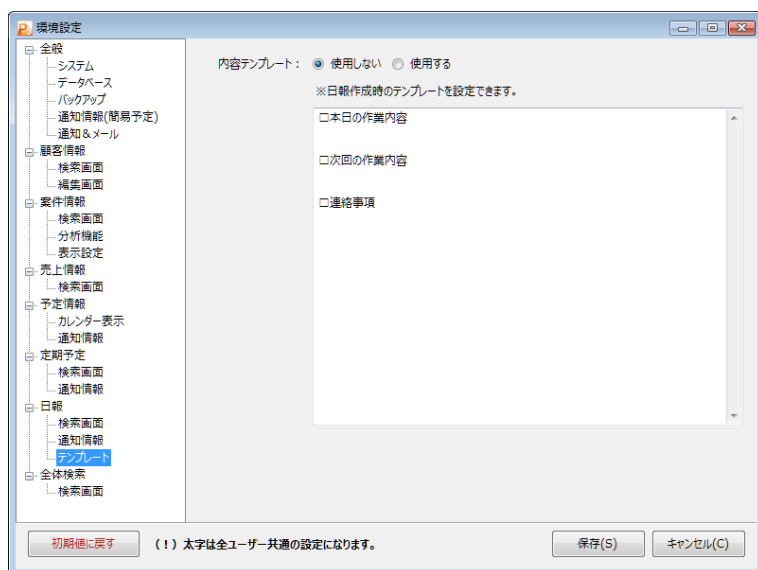 環境設定
全般
システム
データベース
バックアップ
通知情報(簡易予定)
通知&メール
顧客情報
検索画面
編集画面
案件情報
検索画面
分析機能
表示設定
売上情報
検索画面
予定情報
カレンダー表示
通知情報
定期予定
検索画面
通知情報
日報
検索画面
通知情報
テンプレート
全体検索
検索画面
内容テンプレート： 使用しない 使用する
※日報作成時のテンプレートを設定できます。
□本日の作業内容
□次回の作業内容
□連絡事項
初期値に戻す (！)太字は全ユーザー共通の設定になります。 保存(S) キャンセル(C)